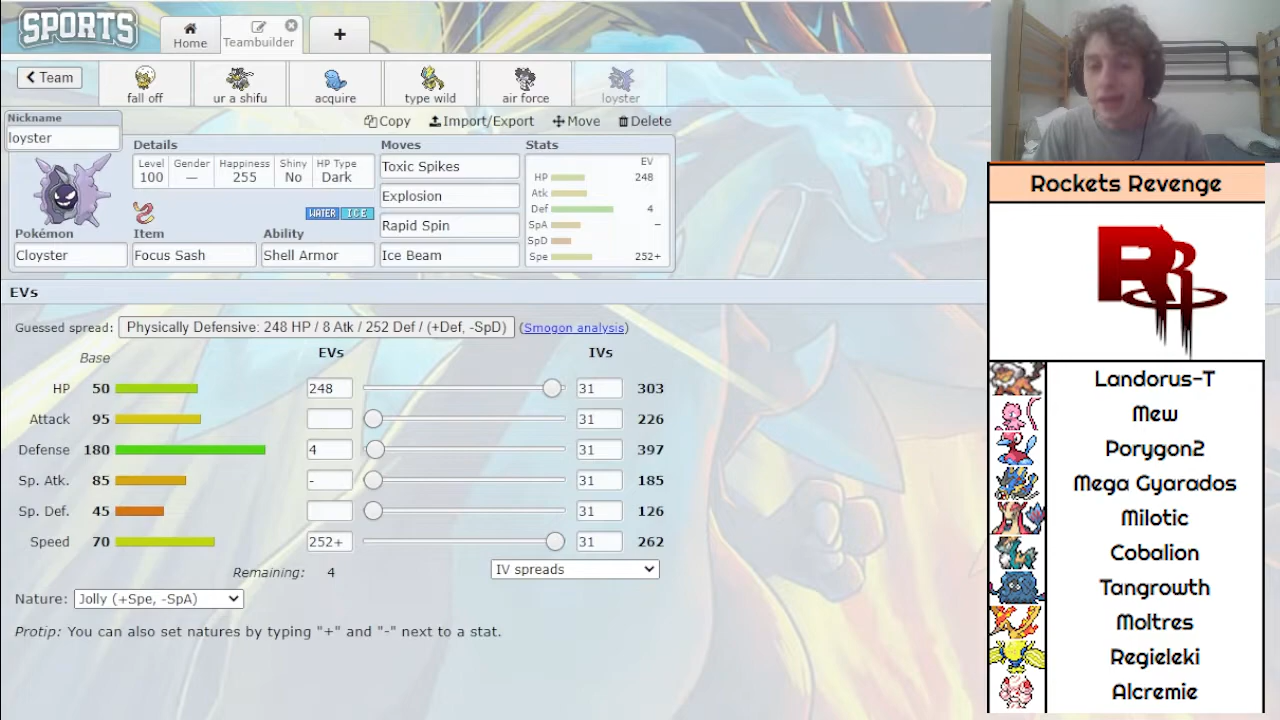 SPORTS
Home
Teambuilder
+
Team
fall off
ur a shifu
acquire
type wild
air force
loyster
Copy
Import/Export
Move
Delete
Nickname
loyster
Details
Level
100
Gender
—
Happiness
255
Shiny
No
HP Type
Dark
WATER ICE
Pokémon
Cloyster
Item
Focus Sash
Ability
Shell Armor
Moves
Toxic Spikes
Explosion
Rapid Spin
Ice Beam
Stats
EV
HP 248
Atk
Def 4
SpA –
SpD
Spe 252+
EVs
Guessed spread: Physically Defensive: 248 HP / 8 Atk / 252 Def / (+Def, -SpD) (Smogon analysis)
Base EVs IVs
HP 50 248 31 303
Attack 95 31 226
Defense 180 4 31 397
Sp. Atk. 85 - 31 185
Sp. Def. 45 31 126
Speed 70 252+ 31 262
Remaining: 4
IV spreads
Nature: Jolly (+Spe, -SpA)
Protip: You can also set natures by typing "+" and "-" next to a stat.
Rockets Revenge
R
Landorus-T
Mew
Porygon2
Mega Gyarados
Milotic
Cobalion
Tangrowth
Moltres
Regieleki
Alcremie